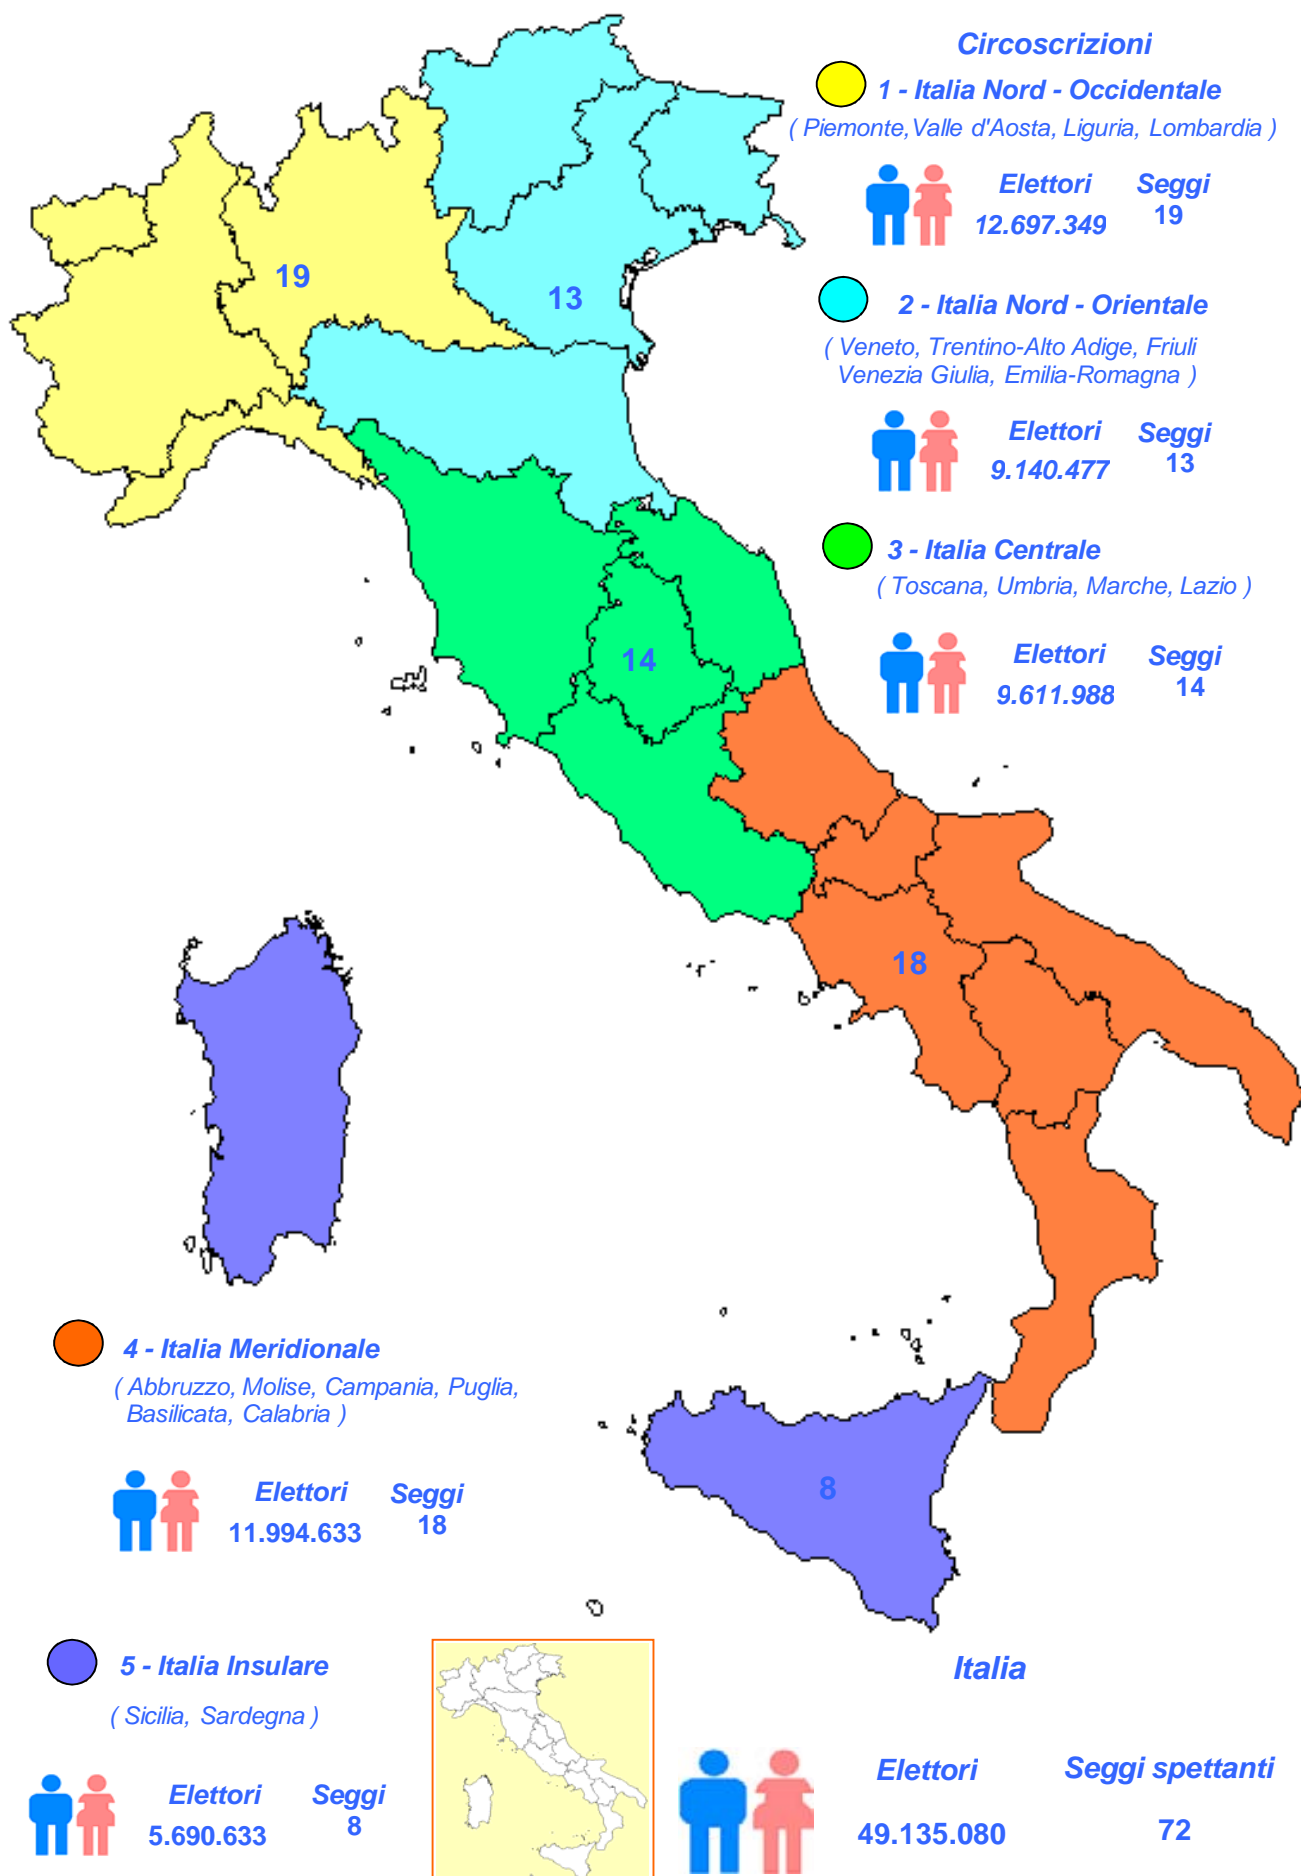 Circoscrizioni
1 - Italia Nord - Occidentale
( Piemonte,Valle d'Aosta, Liguria, Lombardia )
Elettori Seggi
12.697.349 19
19
13
2 - Italia Nord - Orientale
( Veneto, Trentino-Alto Adige, Friuli
Venezia Giulia, Emilia-Romagna )
Elettori Seggi
9.140.477 13
3 - Italia Centrale
( Toscana, Umbria, Marche, Lazio )
Elettori Seggi
9.611.988 14
14
18
4 - Italia Meridionale
( Abbruzzo, Molise, Campania, Puglia,
Basilicata, Calabria )
Elettori Seggi
11.994.633 18
8
5 - Italia Insulare
( Sicilia, Sardegna )
Elettori Seggi
5.690.633 8
Italia
Elettori Seggi spettanti
49.135.080 72